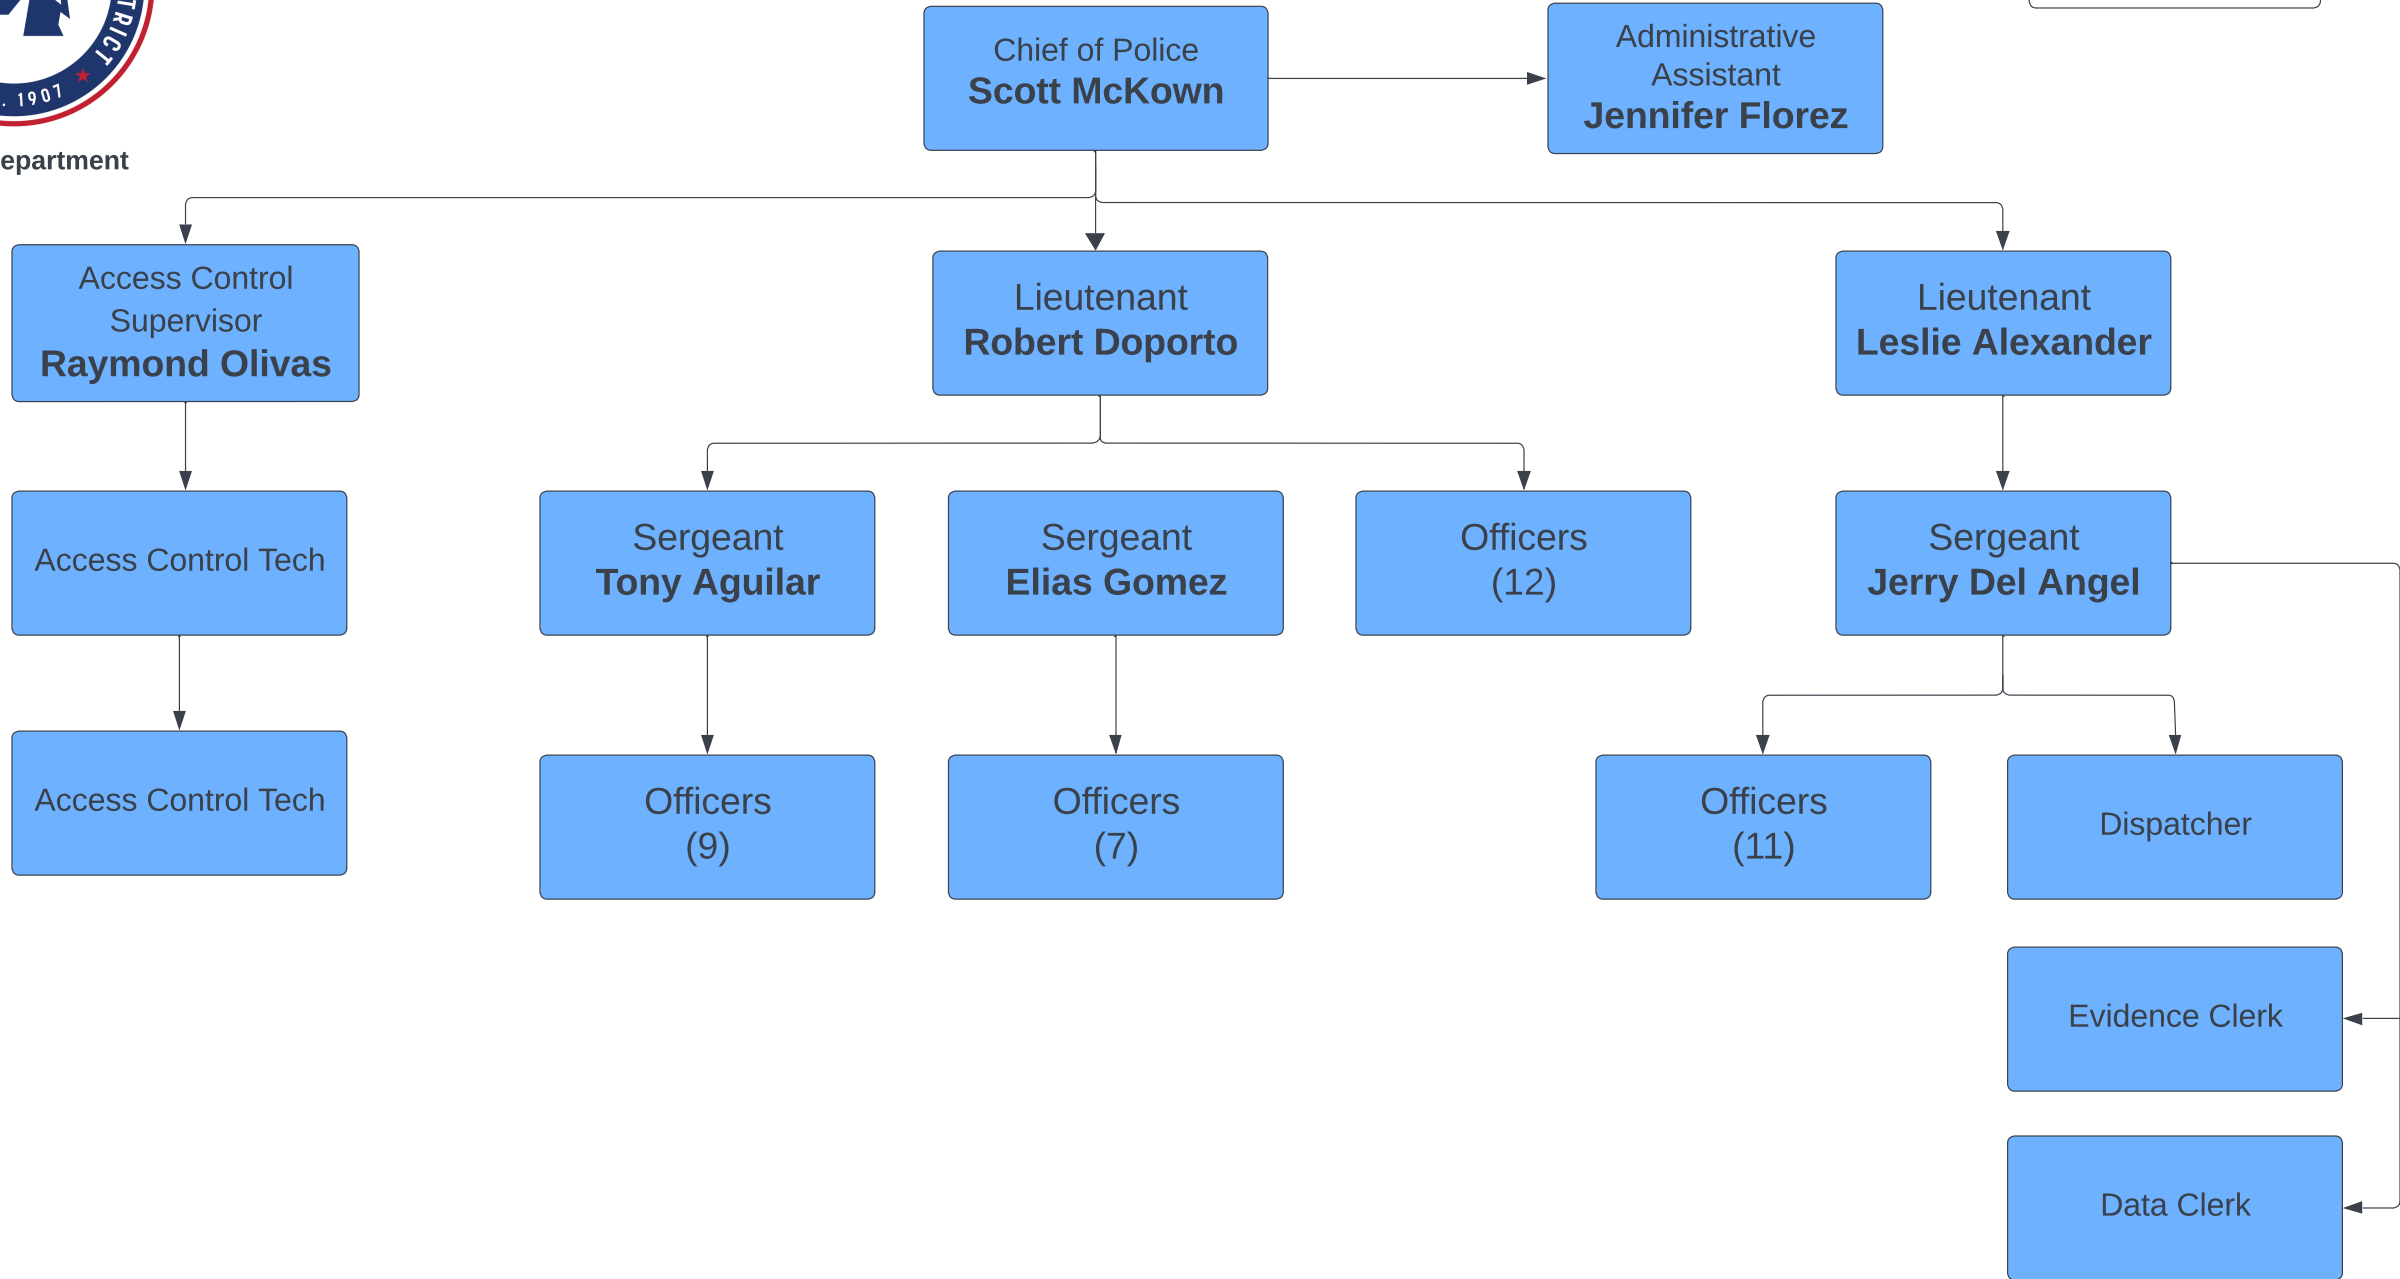 TRICT
. 1907
epartment
Chief of Police
Scott McKown
Administrative
Assistant
Jennifer Florez
Access Control
Supervisor
Raymond Olivas
Lieutenant
Robert Doporto
Lieutenant
Leslie Alexander
Access Control Tech
Sergeant
Tony Aguilar
Sergeant
Elias Gomez
Officers
(12)
Sergeant
Jerry Del Angel
Access Control Tech
Officers
(9)
Officers
(7)
Officers
(11)
Dispatcher
Evidence Clerk
Data Clerk